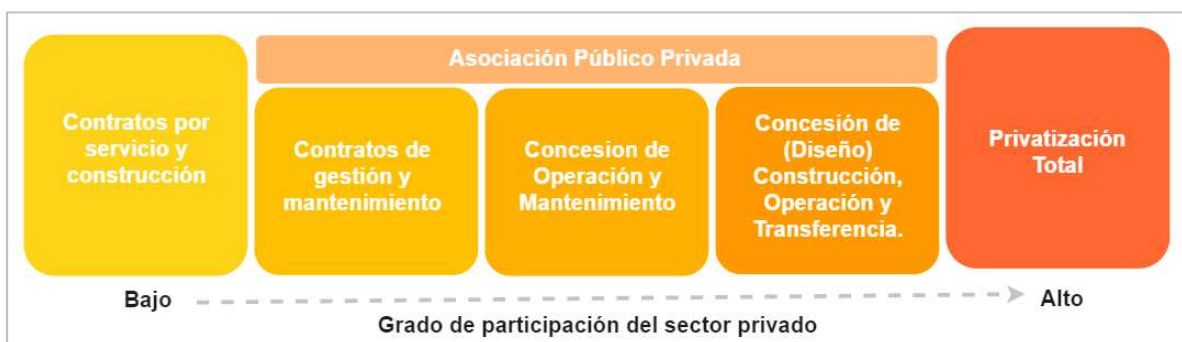 Asociación Público Privada
Contratos por
servicio y
construcción
Contratos de
gestión y
mantenimiento
Concesion de
Operación y
Mantenimiento
Concesión de
(Diseño)
Construcción,
Operación y
Transferencia.
Privatización
Total
Bajo
Alto
Grado de participación del sector privado